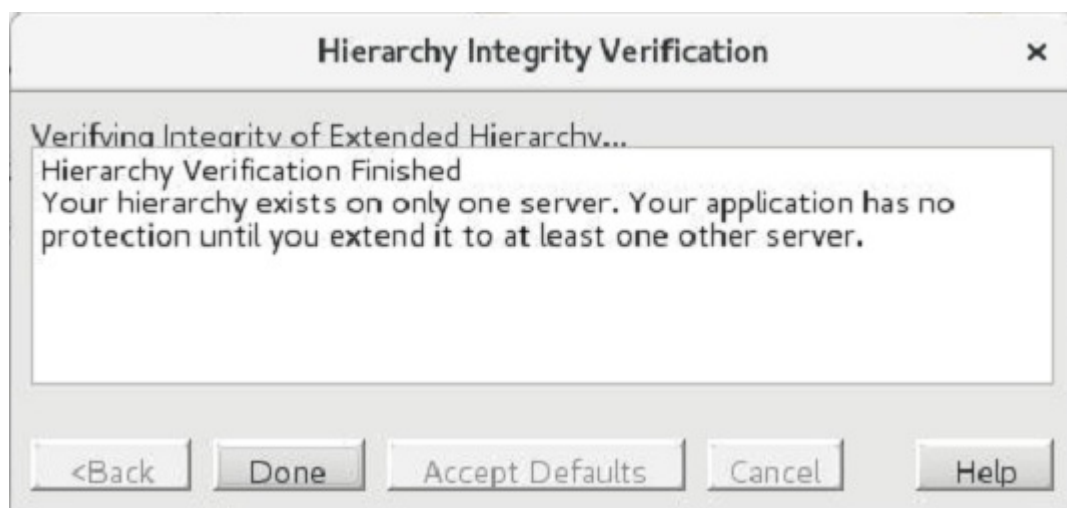 Hierarchy Integrity Verification
Verifying Integrity of Extended Hierarchy...
Hierarchy Verification Finished
Your hierarchy exists on only one server. Your application has no
protection until you extend it to at least one other server.
<Back Done Accept Defaults Cancel Help